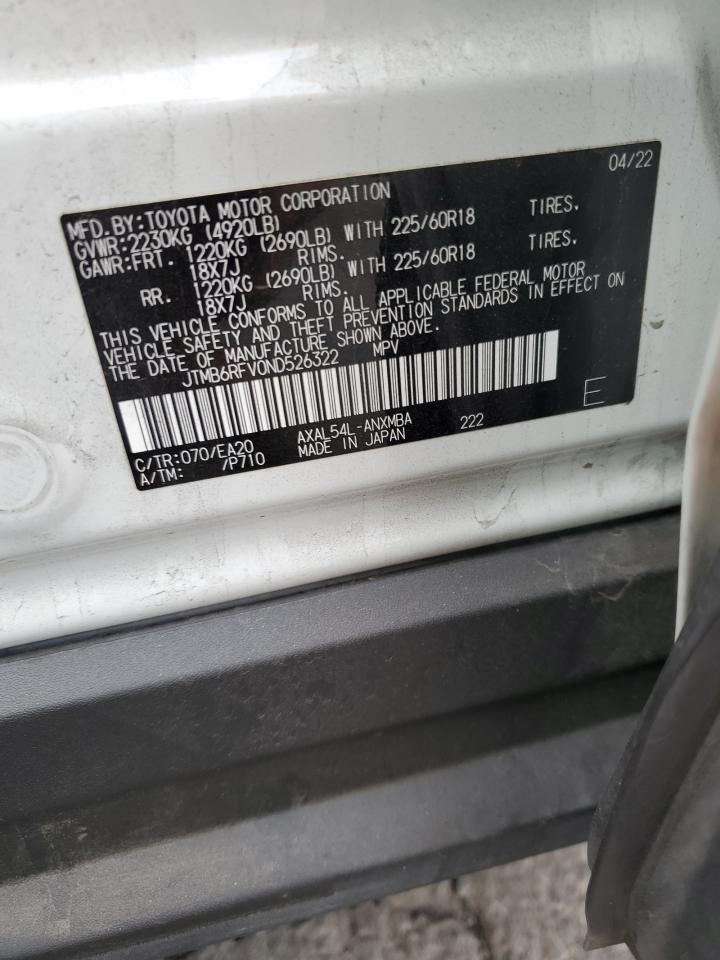 04/22
MFD. BY:TOYOTA MOTOR CORPORATION
GVWR:2230KG (4920LB)
GAWR:FRT. 1220KG (2690LB) WITH 225/60R18 TIRES,
18X7J RIMS.
RR. 1220KG (2690LB) WITH 225/60R18 TIRES,
18X7J RIMS.
THIS VEHICLE CONFORMS TO ALL APPLICABLE FEDERAL MOTOR
VEHICLE SAFETY AND THEFT PREVENTION STANDARDS IN EFFECT ON
THE DATE OF MANUFACTURE SHOWN ABOVE.
JTMB6RFV0ND526322 MPV
C/TR:070/EA20 AXAL54L-ANXMBA 222
A/TM: /P710 MADE IN JAPAN
E